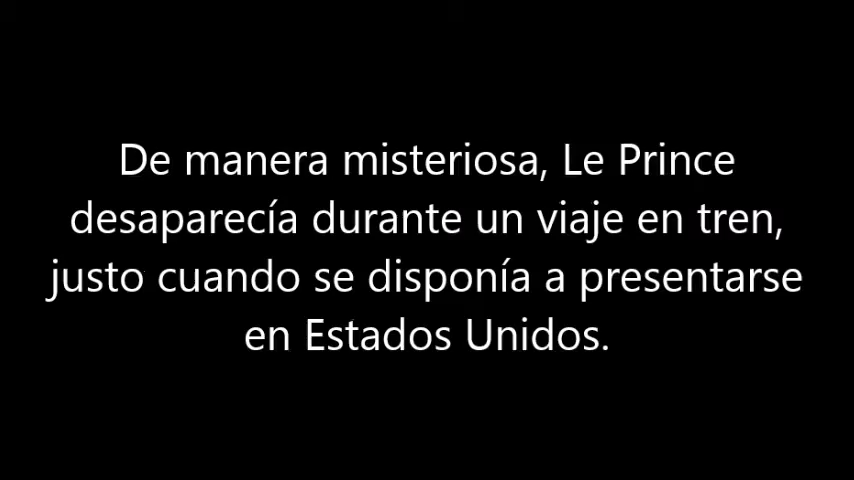 De manera misteriosa, Le Prince
desaparecía durante un viaje en tren,
justo cuando se disponía a presentarse
en Estados Unidos.